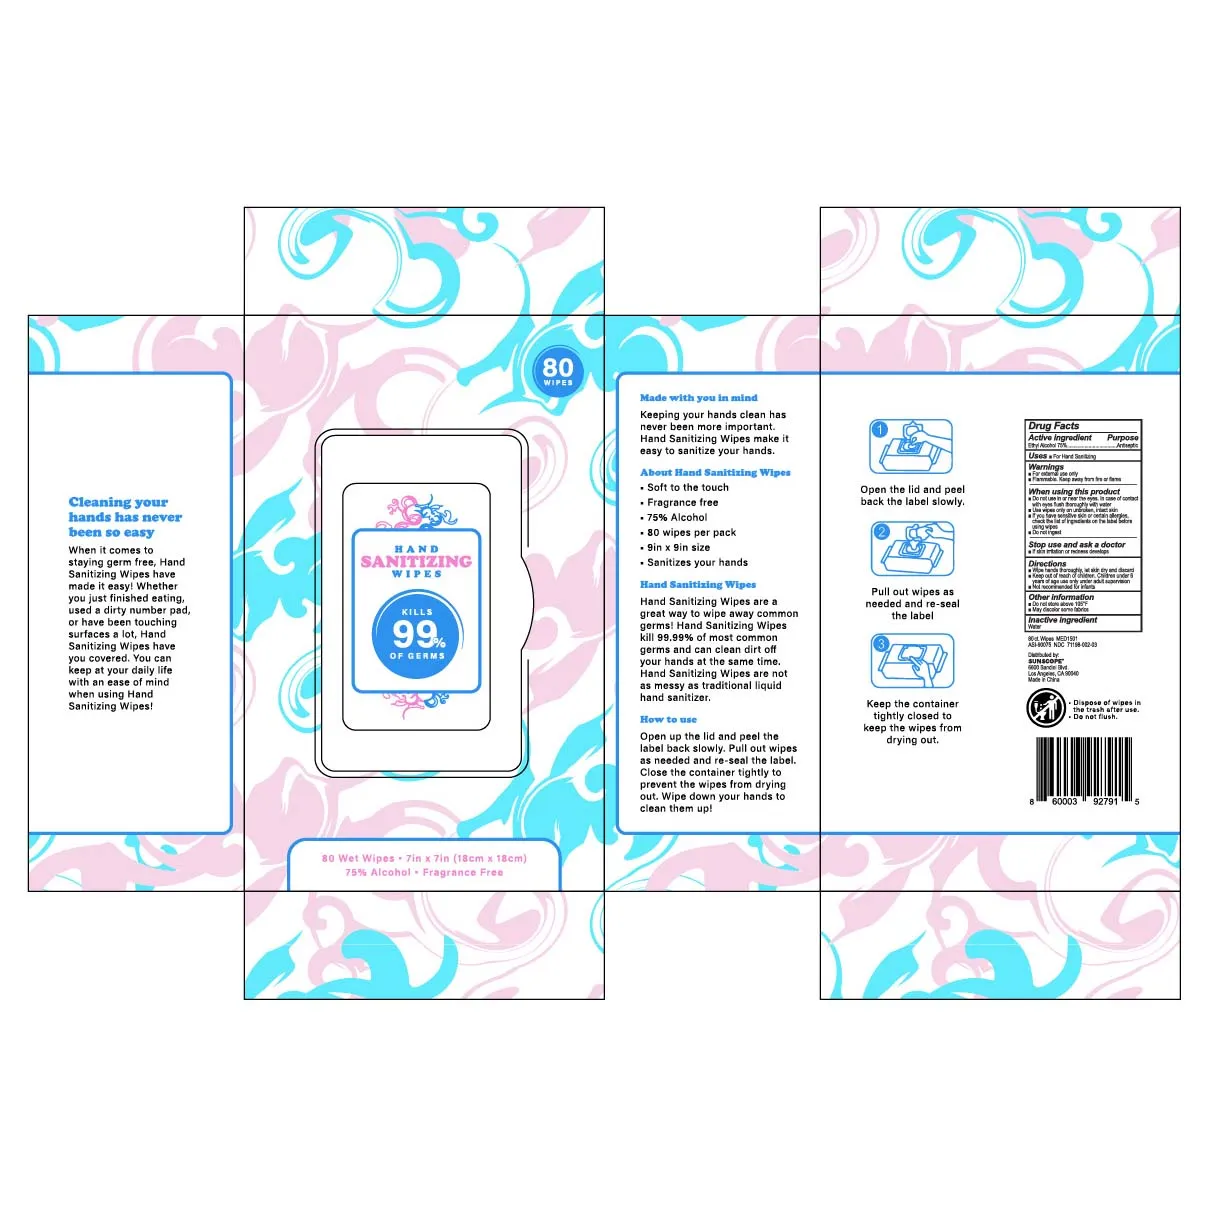 Cleaning your
hands has never
been so easy
When it comes to
staying germ free, Hand
Sanitizing Wipes have
made it easy! Whether
you just finished eating,
used a dirty number pad,
or have been touching
surfaces a lot, Hand
Sanitizing Wipes have
you covered. You can
keep at your daily life
with an ease of mind
when using Hand
Sanitizing Wipes!
80
WIPES
HAND
SANITIZING
WIPES
KILLS
99%
OF GERMS
80 Wet Wipes • 7in x 7in (18cm x 18cm)
75% Alcohol • Fragrance Free
Made with you in mind
Keeping your hands clean has
never been more important.
Hand Sanitizing Wipes make it
easy to sanitize your hands.
About Hand Sanitizing Wipes
• Soft to the touch
• Fragrance free
• 75% Alcohol
• 80 wipes per pack
• 9in x 9in size
• Sanitizes your hands
Hand Sanitizing Wipes
Hand Sanitizing Wipes are a
great way to wipe away common
germs! Hand Sanitizing Wipes
kill 99.99% of most common
germs and can clean dirt off
your hands at the same time.
Hand Sanitizing Wipes are not
as messy as traditional liquid
hand sanitizer.
How to use
Open up the lid and peel the
label back slowly. Pull out wipes
as needed and re-seal the label.
Close the container tightly to
prevent the wipes from drying
out. Wipe down your hands to
clean them up!
1
Open the lid and peel
back the label slowly.
2
Pull out wipes as
needed and re-seal
the label
3
Keep the container
tightly closed to
keep the wipes from
drying out.
Drug Facts
Active ingredient Purpose
Ethyl Alcohol 75%..........Antiseptic
Uses ■ For Hand Sanitizing
Warnings
■ For external use only
■ Flammable. Keep away from fire or flame
When using this product
■ Do not use in or near the eyes. In case of contact
with eyes flush thoroughly with water
■ Use wipes only on unbroken, intact skin
■ If you have sensitive skin or certain allergies,
check the list of ingredients on the label before
using wipes
■ Do not ingest
Stop use and ask a doctor
■ If skin irritation or redness develops
Directions
■ Wipe hands thoroughly, let skin dry and discard
■ Keep out of reach of children. Children under 6
years of age use only under adult supervision
■ Not recommended for infants
Other information
■ Do not store above 105°F
■ May discolor some fabrics
Inactive ingredient
Water
80 ct. Wipes MED1501
ASI-90075 NDC 71198-002-03
Distributed by:
SUNSCOPE®
5600 Sandol Blvd.
Los Angeles, CA 90040
Made in China
• Dispose of wipes in
the trash after use.
• Do not flush.
8 60003 92791 5